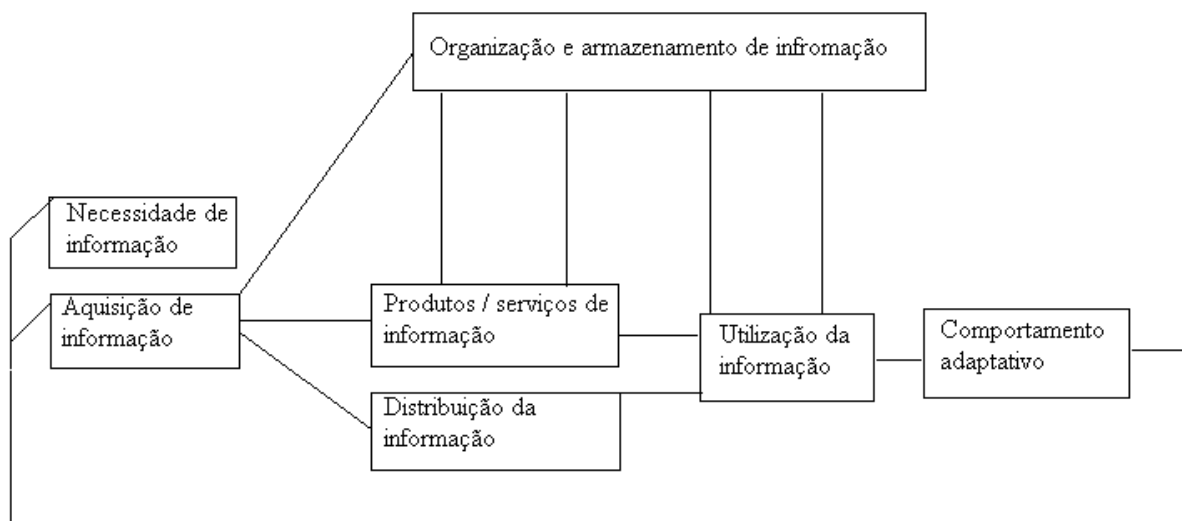 Organização e armazenamento de infromação
Necessidade de
informação
Aquisição de
informação
Produtos / serviços de
informação
Distribuição da
informação
Utilização da
informação
Comportamento
adaptativo